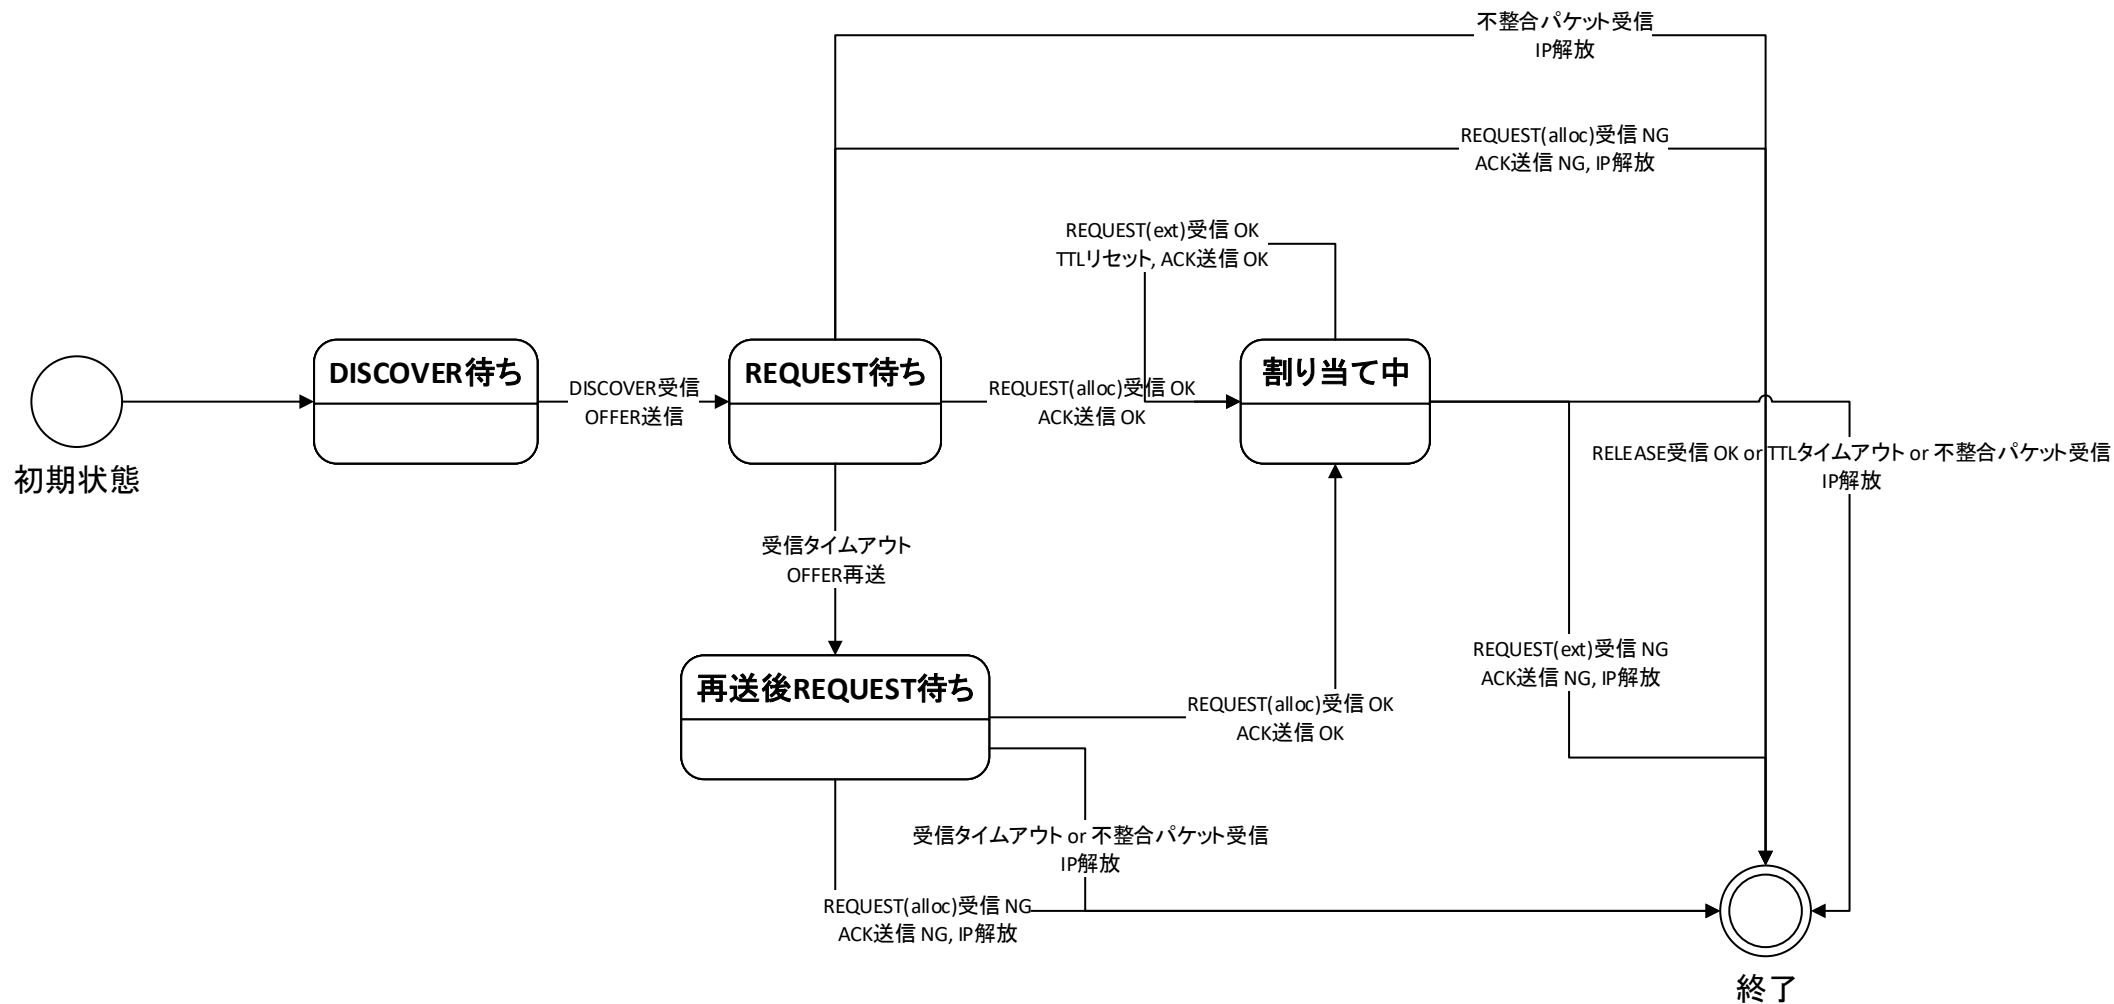 不整合パケット受信
IP解放
REQUEST(alloc)受信 NG
ACK送信 NG, IP解放
REQUEST(ext)受信 OK
TTLリセット, ACK送信 OK
初期状態
DISCOVER待ち
DISCOVER受信
OFFER送信
REQUEST待ち
REQUEST(alloc)受信 OK
ACK送信 OK
割り当て中
RELEASE受信 OK or TTLタイムアウト or 不整合パケット受信
IP解放
受信タイムアウト
OFFER再送
再送後REQUEST待ち
REQUEST(alloc)受信 OK
ACK送信 OK
REQUEST(ext)受信 NG
ACK送信 NG, IP解放
受信タイムアウト or 不整合パケット受信
IP解放
REQUEST(alloc)受信 NG
ACK送信 NG, IP解放
終了